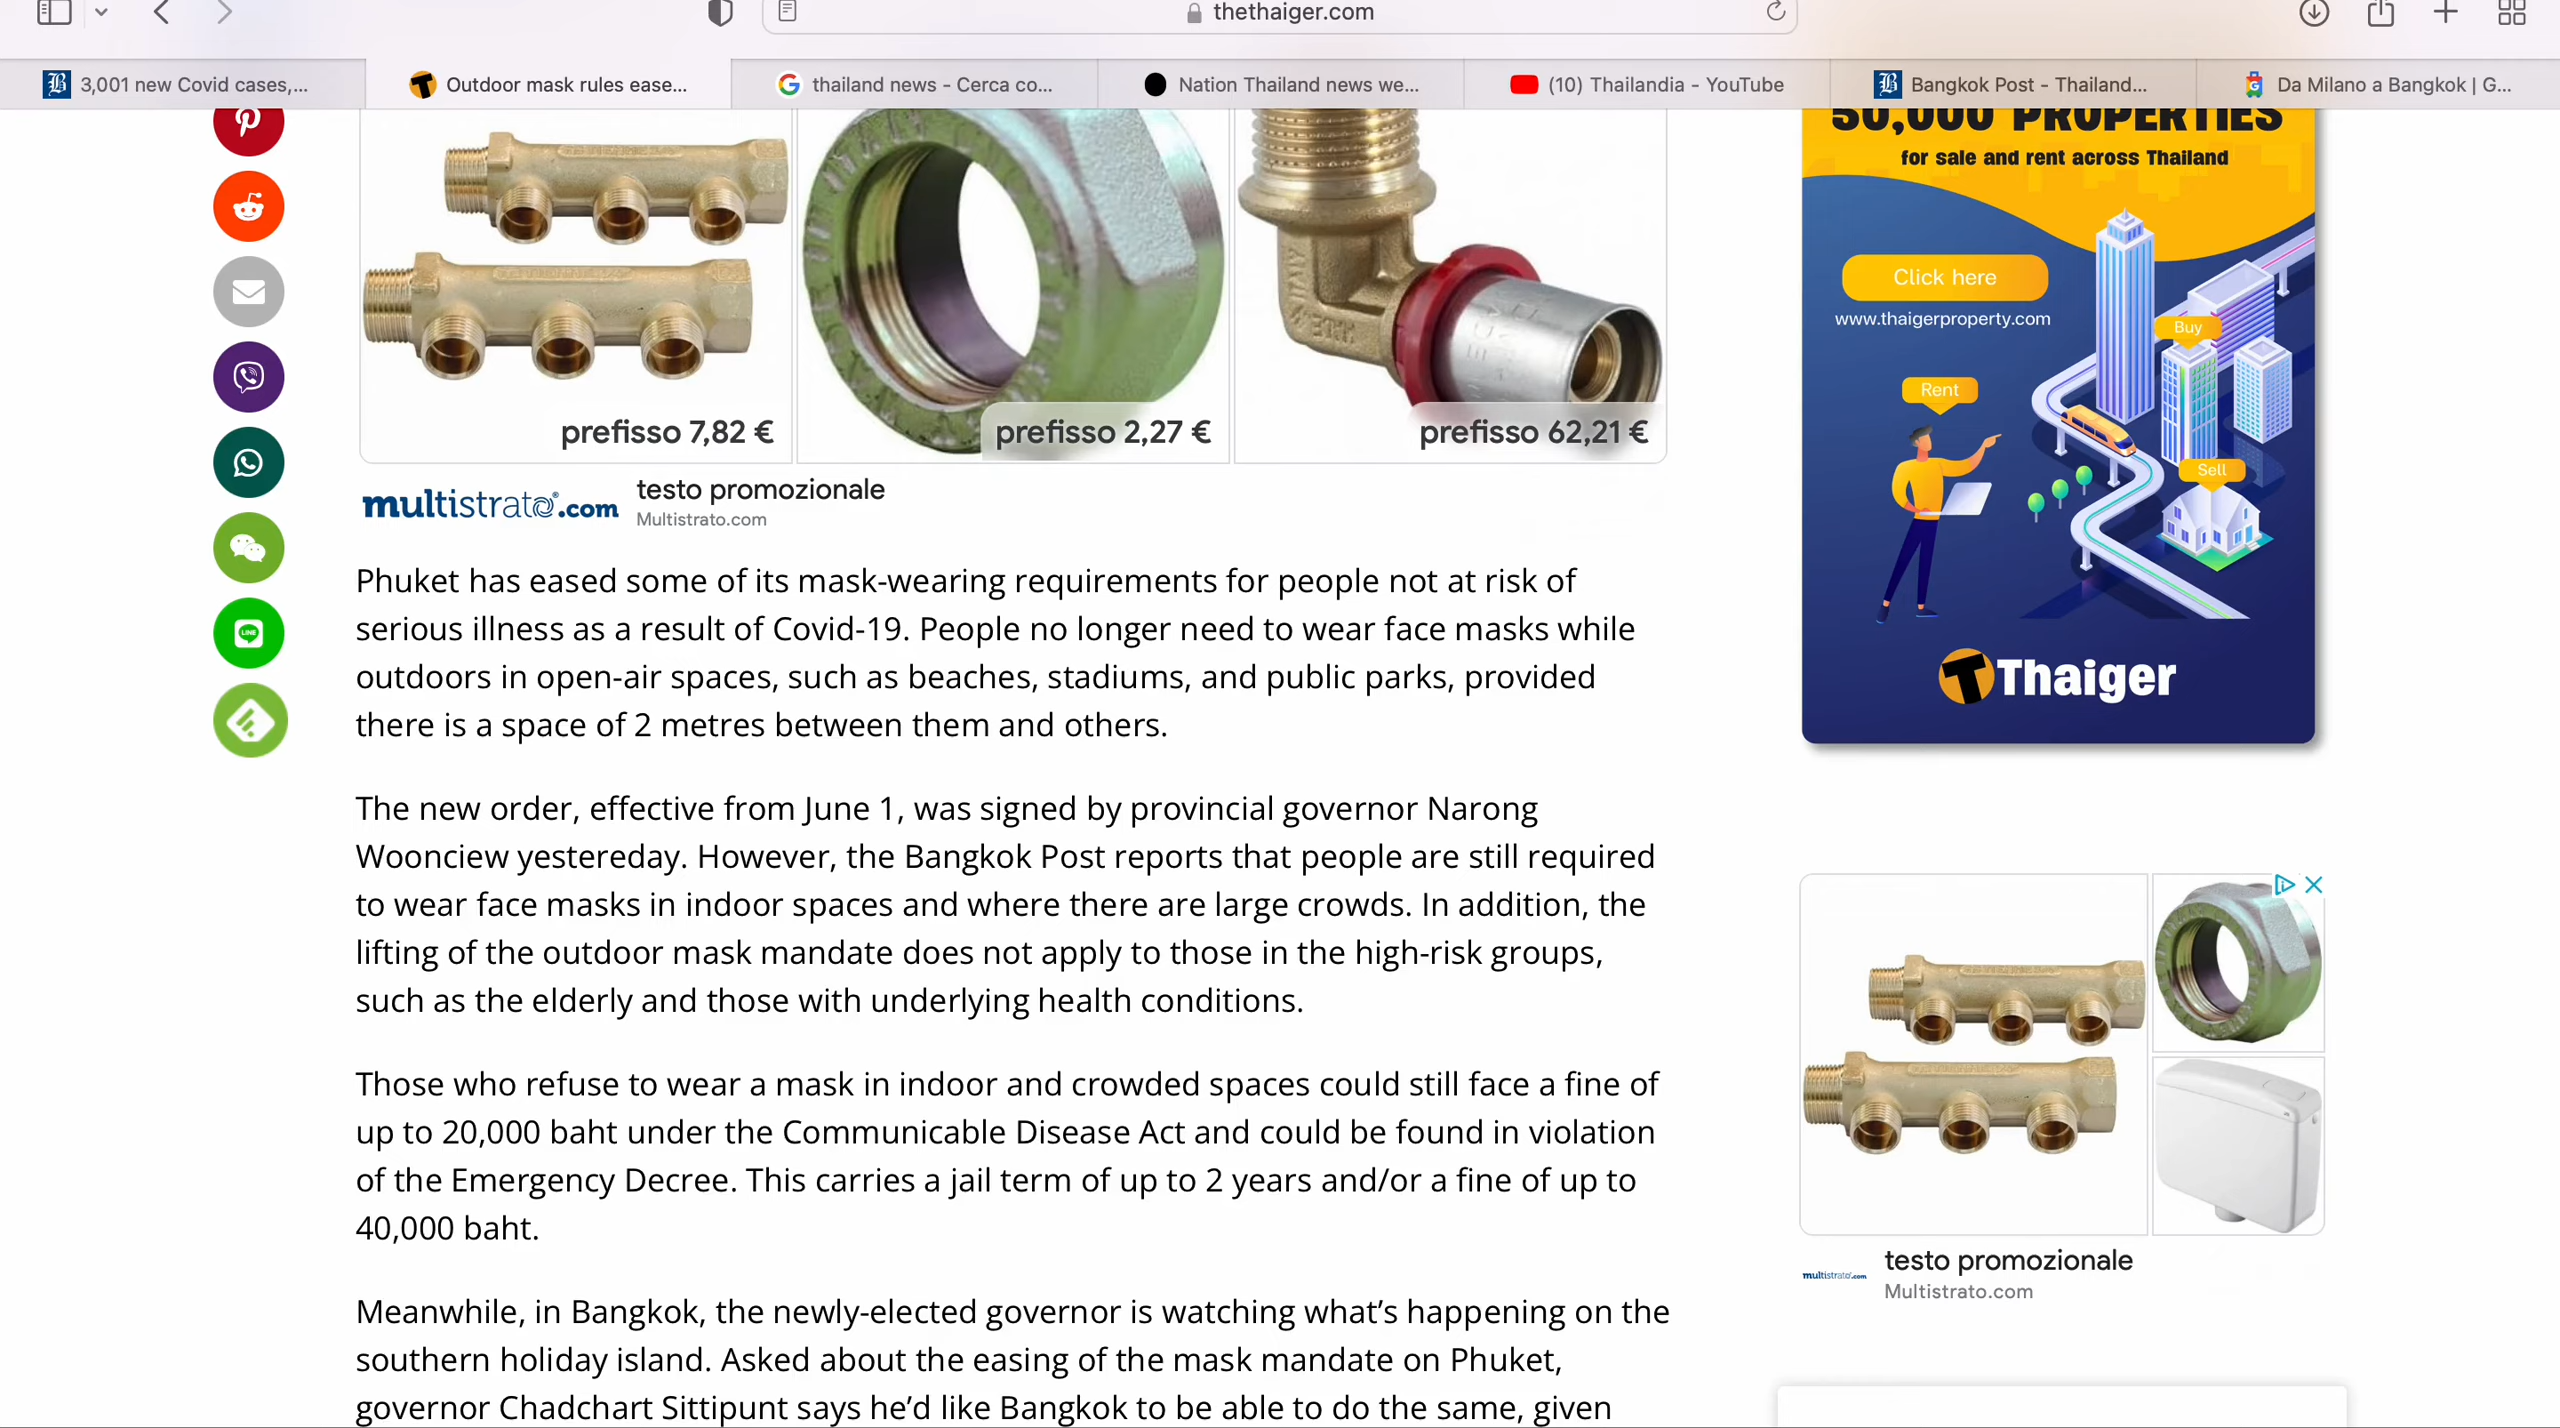 thethaiger.com
3,001 new Covid cases,...
Outdoor mask rules ease...
thailand news - Cerca co...
Nation Thailand news we...
(10) Thailandia - YouTube
Bangkok Post - Thailand...
Da Milano a Bangkok | G...
prefisso 7,82 €
prefisso 2,27 €
prefisso 62,21 €
multistrato.com
testo promozionale
Multistrato.com
Phuket has eased some of its mask-wearing requirements for people not at risk of
serious illness as a result of Covid-19. People no longer need to wear face masks while
outdoors in open-air spaces, such as beaches, stadiums, and public parks, provided
there is a space of 2 metres between them and others.
The new order, effective from June 1, was signed by provincial governor Narong
Woonciew yestereday. However, the Bangkok Post reports that people are still required
to wear face masks in indoor spaces and where there are large crowds. In addition, the
lifting of the outdoor mask mandate does not apply to those in the high-risk groups,
such as the elderly and those with underlying health conditions.
Those who refuse to wear a mask in indoor and crowded spaces could still face a fine of
up to 20,000 baht under the Communicable Disease Act and could be found in violation
of the Emergency Decree. This carries a jail term of up to 2 years and/or a fine of up to
40,000 baht.
Meanwhile, in Bangkok, the newly-elected governor is watching what’s happening on the
southern holiday island. Asked about the easing of the mask mandate on Phuket,
governor Chadchart Sittipunt says he’d like Bangkok to be able to do the same, given
50,000 PROPERTIES
for sale and rent across Thailand
Click here
www.thaigerproperty.com
Buy
Rent
Sell
Thaiger
testo promozionale
multistrato.com
Multistrato.com
LINE